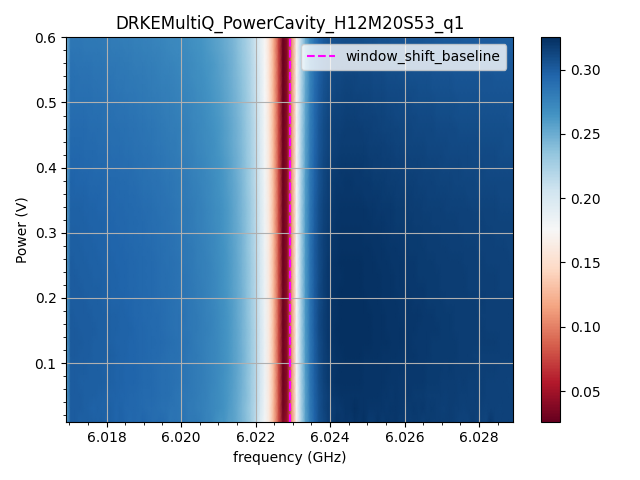 DRKEMultiQ_PowerCavity_H12M20S53_q1
window_shift_baseline
0.6
0.5
0.4
0.3
0.2
0.1
Power (V)
6.018 6.020 6.022 6.024 6.026 6.028
frequency (GHz)
0.30
0.25
0.20
0.15
0.10
0.05